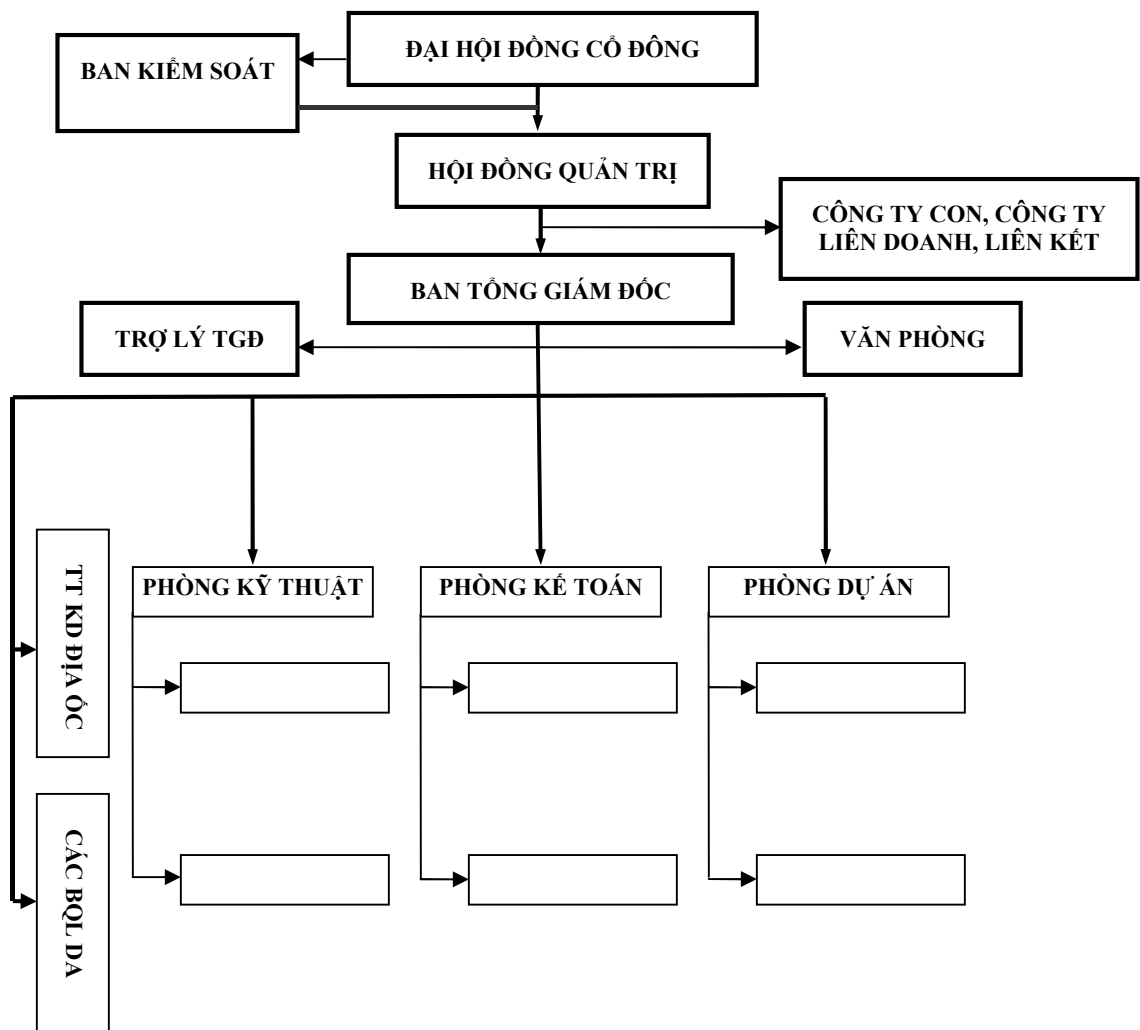 ĐẠI HỘI ĐỒNG CỔ ĐÔNG
BAN KIỂM SOÁT
HỘI ĐỒNG QUẢN TRỊ
CÔNG TY CON, CÔNG TY
LIÊN DOANH, LIÊN KẾT
BAN TỔNG GIÁM ĐỐC
TRỢ LÝ TGĐ
VĂN PHÒNG
TT KD ĐỊA ỐC
PHÒNG KỸ THUẬT
PHÒNG KẾ TOÁN
PHÒNG DỰ ÁN
CÁC BQL DA